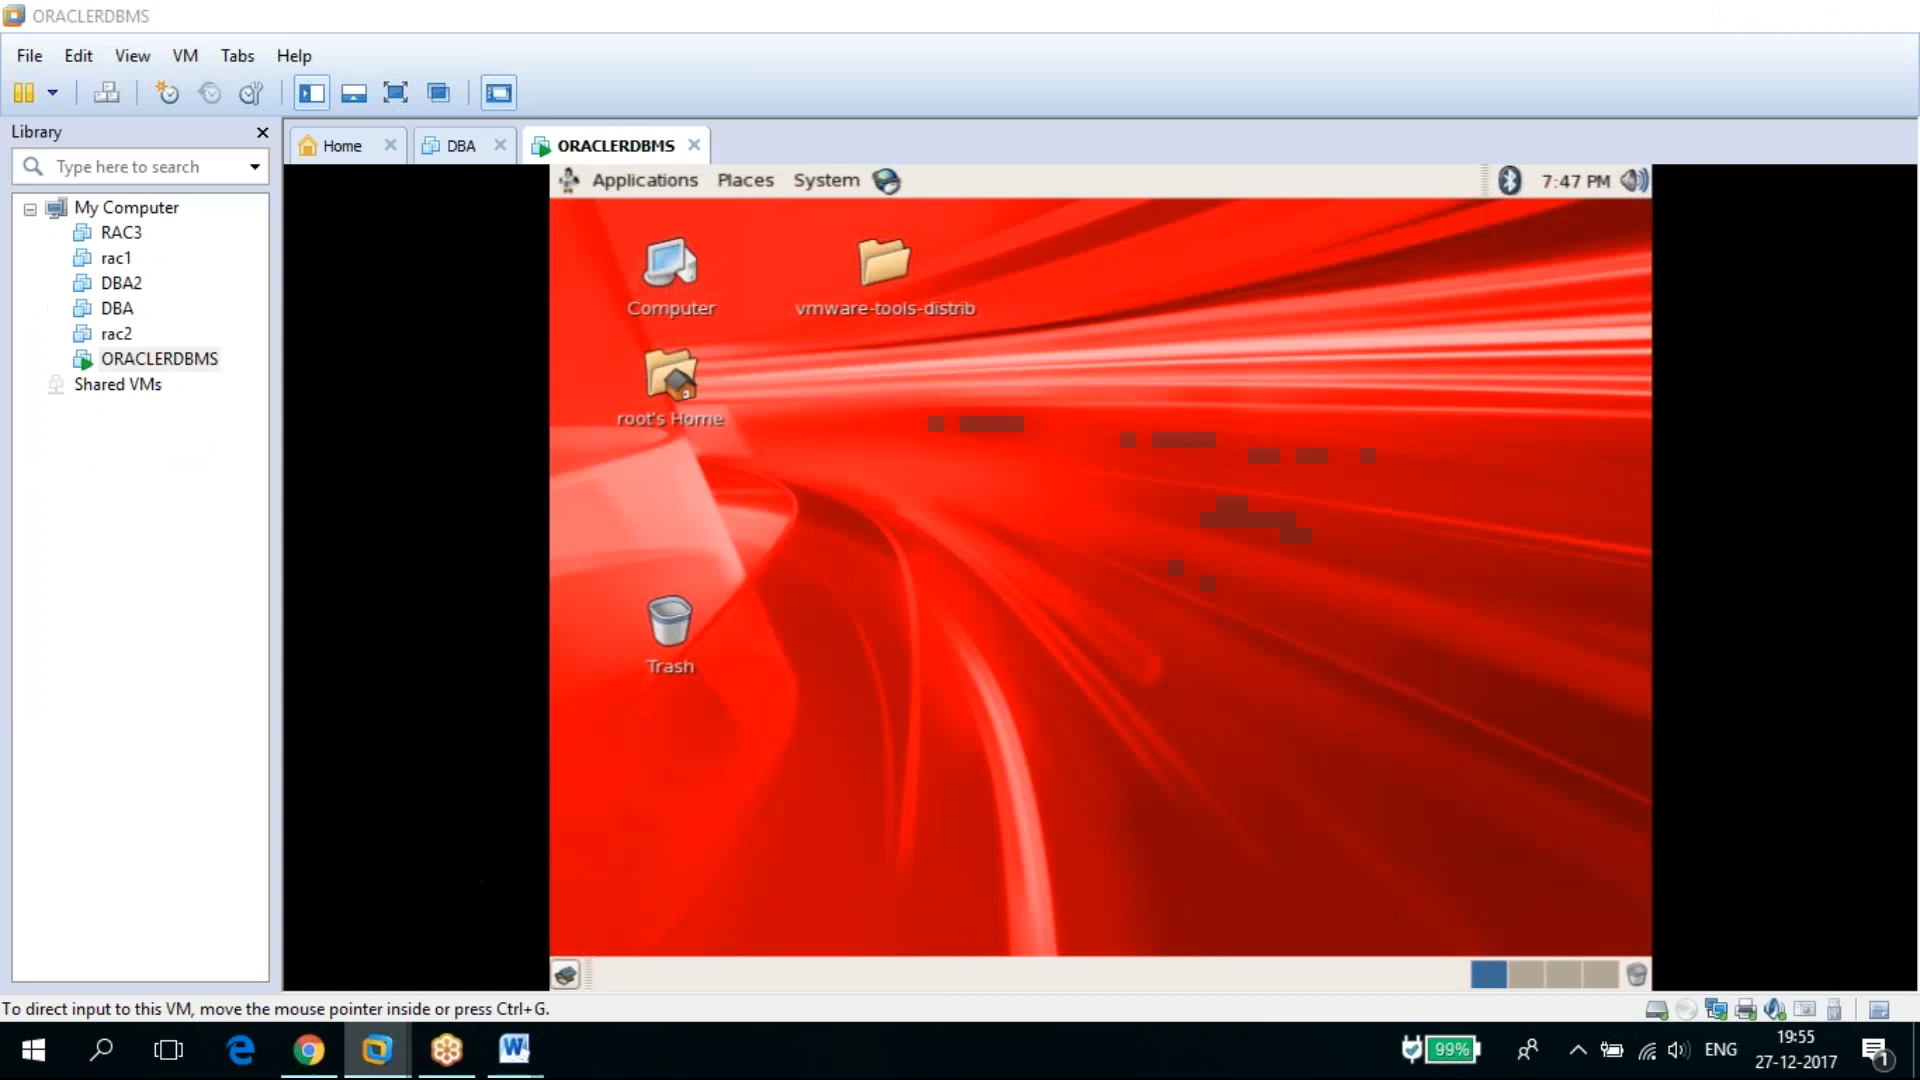 ORACLERDBMS
File Edit View VM Tabs Help
Library
Home DBA ORACLERDBMS
Type here to search
Applications Places System 7:47 PM
My Computer
RAC3
rac1
DBA2
DBA
rac2
ORACLERDBMS
Shared VMs
Computer vmware-tools-distrib
root's Home
Trash
To direct input to this VM, move the mouse pointer inside or press Ctrl+G.
99% ENG 19:55
27-12-2017
1